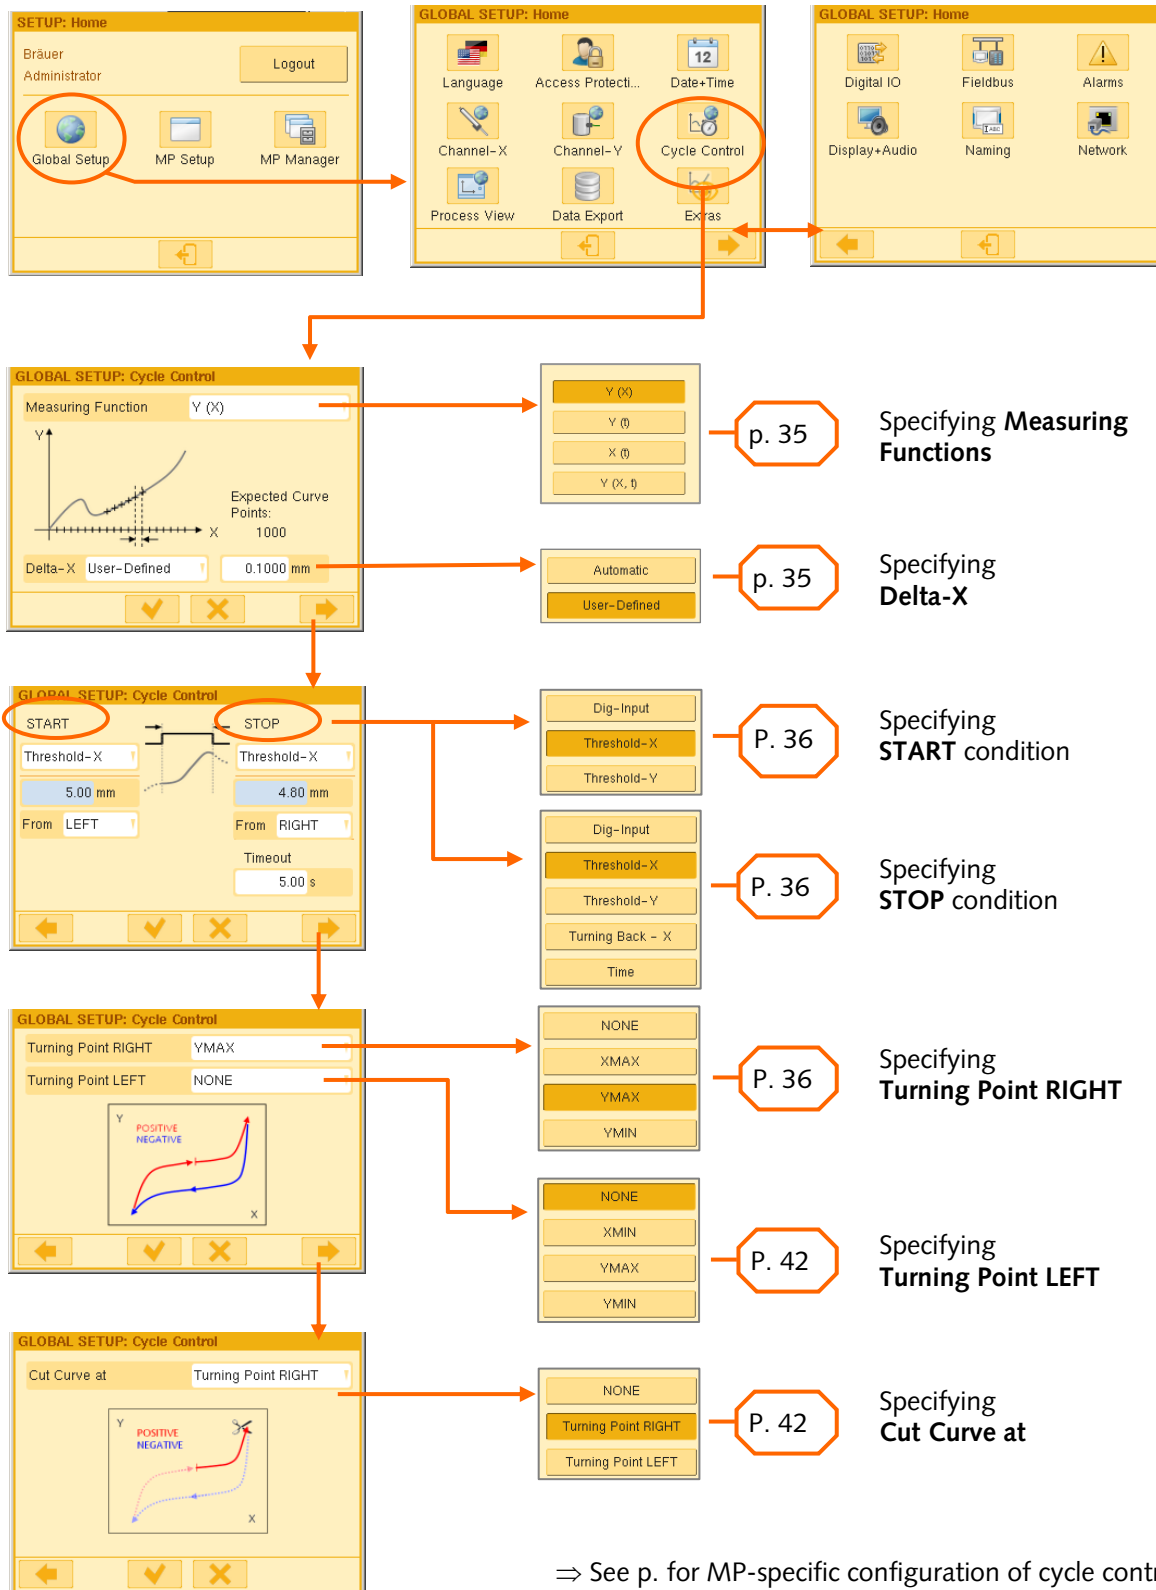 SETUP: Home
Bräuer
Administrator
Logout
Global Setup
MP Setup
MP Manager
GLOBAL SETUP: Home
12
Language
Access Protecti...
Date+Time
Channel-X
Channel-Y
Cycle Control
Process View
Data Export
Extras
GLOBAL SETUP: Home
Digital IO
Fieldbus
Alarms
Display+Audio
Naming
Network
GLOBAL SETUP: Cycle Control
Measuring Function
Y (X)
Y
X
Expected Curve
Points:
1000
Delta-X
User-Defined
0.1000 mm
Y (X)
Y (t)
X (t)
Y (X, t)
p. 35
Specifying Measuring
Functions
Automatic
User-Defined
p. 35
Specifying
Delta-X
GLOBAL SETUP: Cycle Control
START
STOP
Threshold-X
Threshold-X
5.00 mm
4.80 mm
From LEFT
From RIGHT
Timeout
5.00 s
Dig-Input
Threshold-X
Threshold-Y
P. 36
Specifying
START condition
Dig-Input
Threshold-X
Threshold-Y
Turning Back - X
Time
P. 36
Specifying
STOP condition
GLOBAL SETUP: Cycle Control
Turning Point RIGHT
YMAX
Turning Point LEFT
NONE
Y
POSITIVE
NEGATIVE
X
NONE
XMAX
YMAX
YMIN
P. 36
Specifying
Turning Point RIGHT
NONE
XMIN
YMAX
YMIN
P. 42
Specifying
Turning Point LEFT
GLOBAL SETUP: Cycle Control
Cut Curve at
Turning Point RIGHT
Y
POSITIVE
NEGATIVE
X
NONE
Turning Point RIGHT
Turning Point LEFT
P. 42
Specifying
Cut Curve at
⇒ See p. for MP-specific configuration of cycle contr